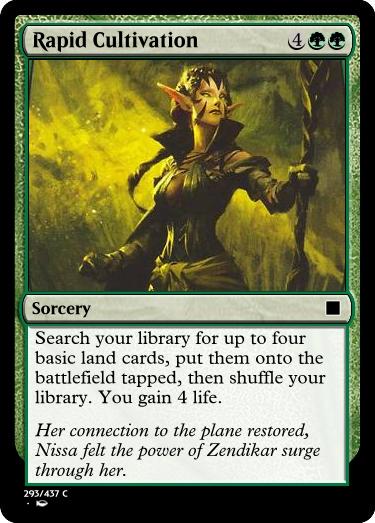 Rapid Cultivation 4
Sorcery
Search your library for up to four
basic land cards, put them onto the
battlefield tapped, then shuffle your
library. You gain 4 life.
Her connection to the plane restored,
Nissa felt the power of Zendikar surge
through her.
293/437 C